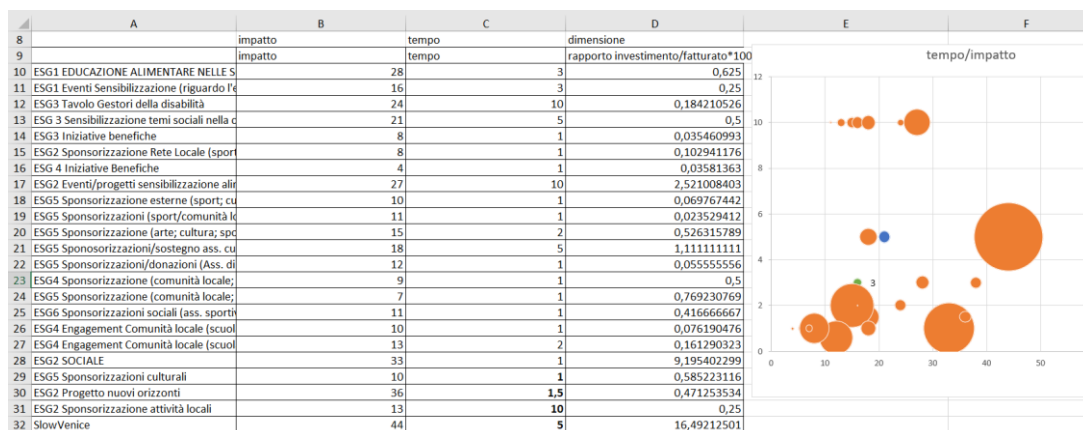 A B C D E F
8 impatto tempo dimensione
9 impatto tempo rapporto investimento/fatturato*100
10 ESG1 EDUCAZIONE ALIMENTARE NELLE S 28 3 0,625
11 ESG1 Eventi Sensibilizzazione (riguardo l'e 16 3 0,25
12 ESG3 Tavolo Gestori della disabilità 24 10 0,184210526
13 ESG 3 Sensibilizzazione temi sociali nella c 21 5 0,5
14 ESG3 Iniziative benefiche 8 1 0,035460993
15 ESG2 Sponsorizzazione Rete Locale (sport 8 1 0,102941176
16 ESG 4 Iniziative Benefiche 4 1 0,03581363
17 ESG2 Eventi/progetti sensibilizzazione alin 27 10 2,521008403
18 ESG5 Sponsorizzazione esterne (sport; cu 10 1 0,069767442
19 ESG5 Sponsorizzazioni (sport/comunità lo 11 1 0,023529412
20 ESG5 Sponsorizzazione (arte; cultura; spo 15 2 0,526315789
21 ESG5 Sponosorizzazioni/sostegno ass. cu 18 5 1,111111111
22 ESG5 Sponsorizzazioni/donazioni (Ass. di 12 1 0,055555556
23 ESG4 Sponsorizzazione (comunità locale; 9 1 0,5
24 ESG5 Sponsorizzazione (comunità locale; 7 1 0,769230769
25 ESG6 Sponsorizzazioni sociali (ass. sportiv 11 1 0,416666667
26 ESG4 Engagement Comunità locale (scuol 10 1 0,076190476
27 ESG4 Engagement Comunità locale (scuol 13 2 0,161290323
28 ESG2 SOCIALE 33 1 9,195402299
29 ESG5 Sponsorizzazioni culturali 10 1 0,585223116
30 ESG2 Progetto nuovi orizzonti 36 1,5 0,471253534
31 ESG2 Sponsorizzazione attività locali 13 10 0,25
32 SlowVenice 44 5 16,49212501
tempo/impatto
12
10
8
6
4
3
2
0
0 10 20 30 40 50